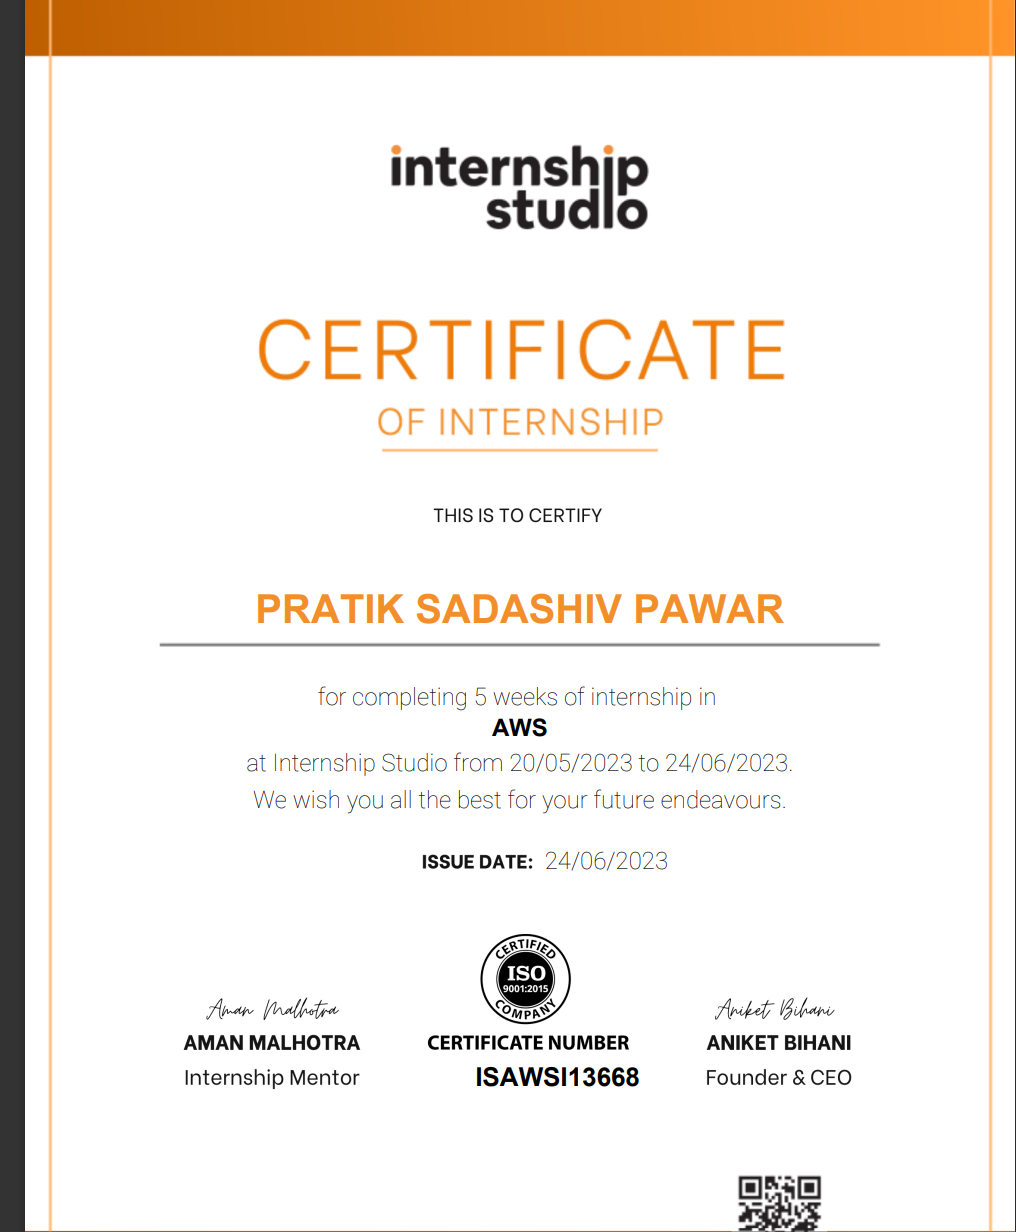 internship
studio
CERTIFICATE
OF INTERNSHIP
THIS IS TO CERTIFY
PRATIK SADASHIV PAWAR
for completing 5 weeks of internship in
AWS
at Internship Studio from 20/05/2023 to 24/06/2023.
We wish you all the best for your future endeavours.
ISSUE DATE: 24/06/2023
CERTIFIED
ISO
9001:2015
COMPANY
Aman Malhotra
Aniket Bihani
AMAN MALHOTRA
CERTIFICATE NUMBER
ANIKET BIHANI
Internship Mentor
ISAWSI13668
Founder & CEO